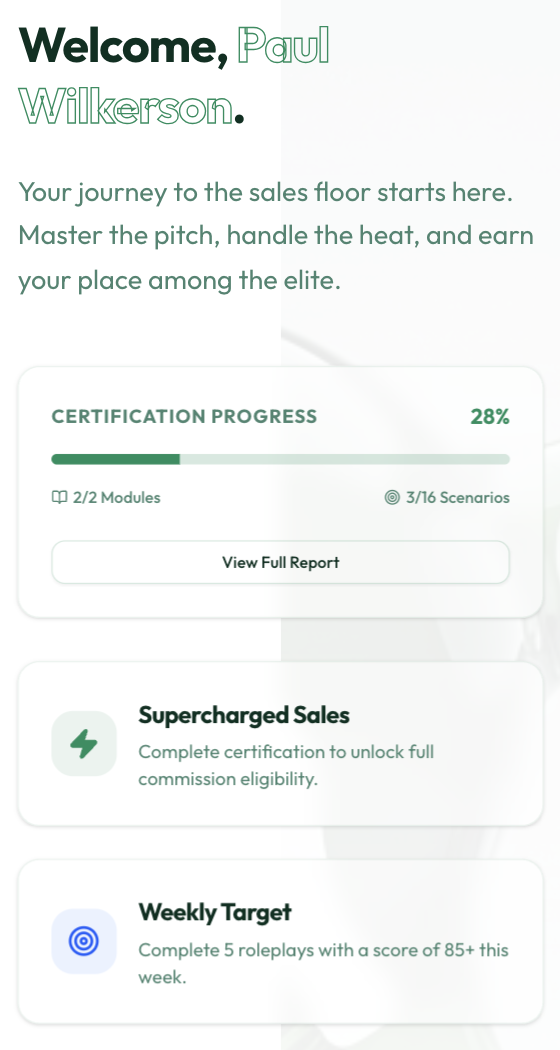 Welcome, Paul
Wilkerson.
Your journey to the sales floor starts here.
Master the pitch, handle the heat, and earn
your place among the elite.
CERTIFICATION PROGRESS 28%
2/2 Modules 3/16 Scenarios
View Full Report
Supercharged Sales
Complete certification to unlock full
commission eligibility.
Weekly Target
Complete 5 roleplays with a score of 85+ this
week.